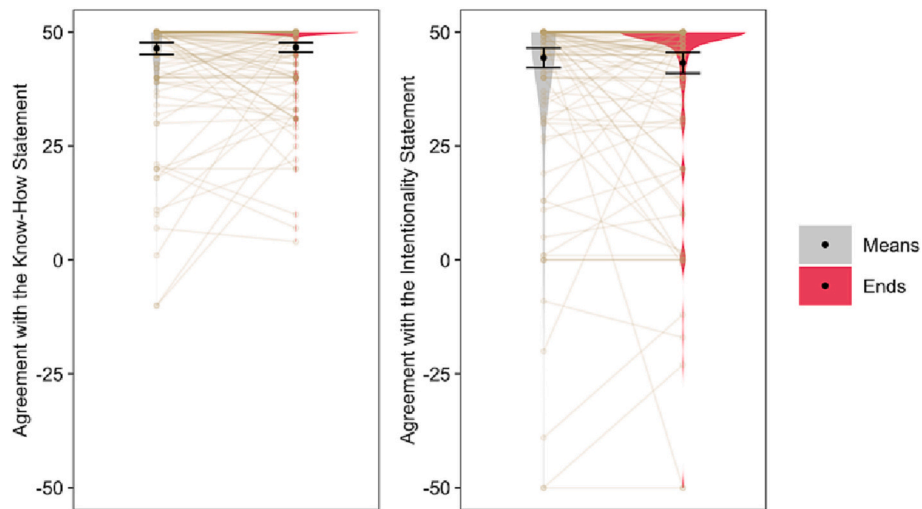 Agreement with the Know-How Statement
50
25
0
-25
-50
Agreement with the Intentionality Statement
50
25
0
-25
-50
Means
Ends